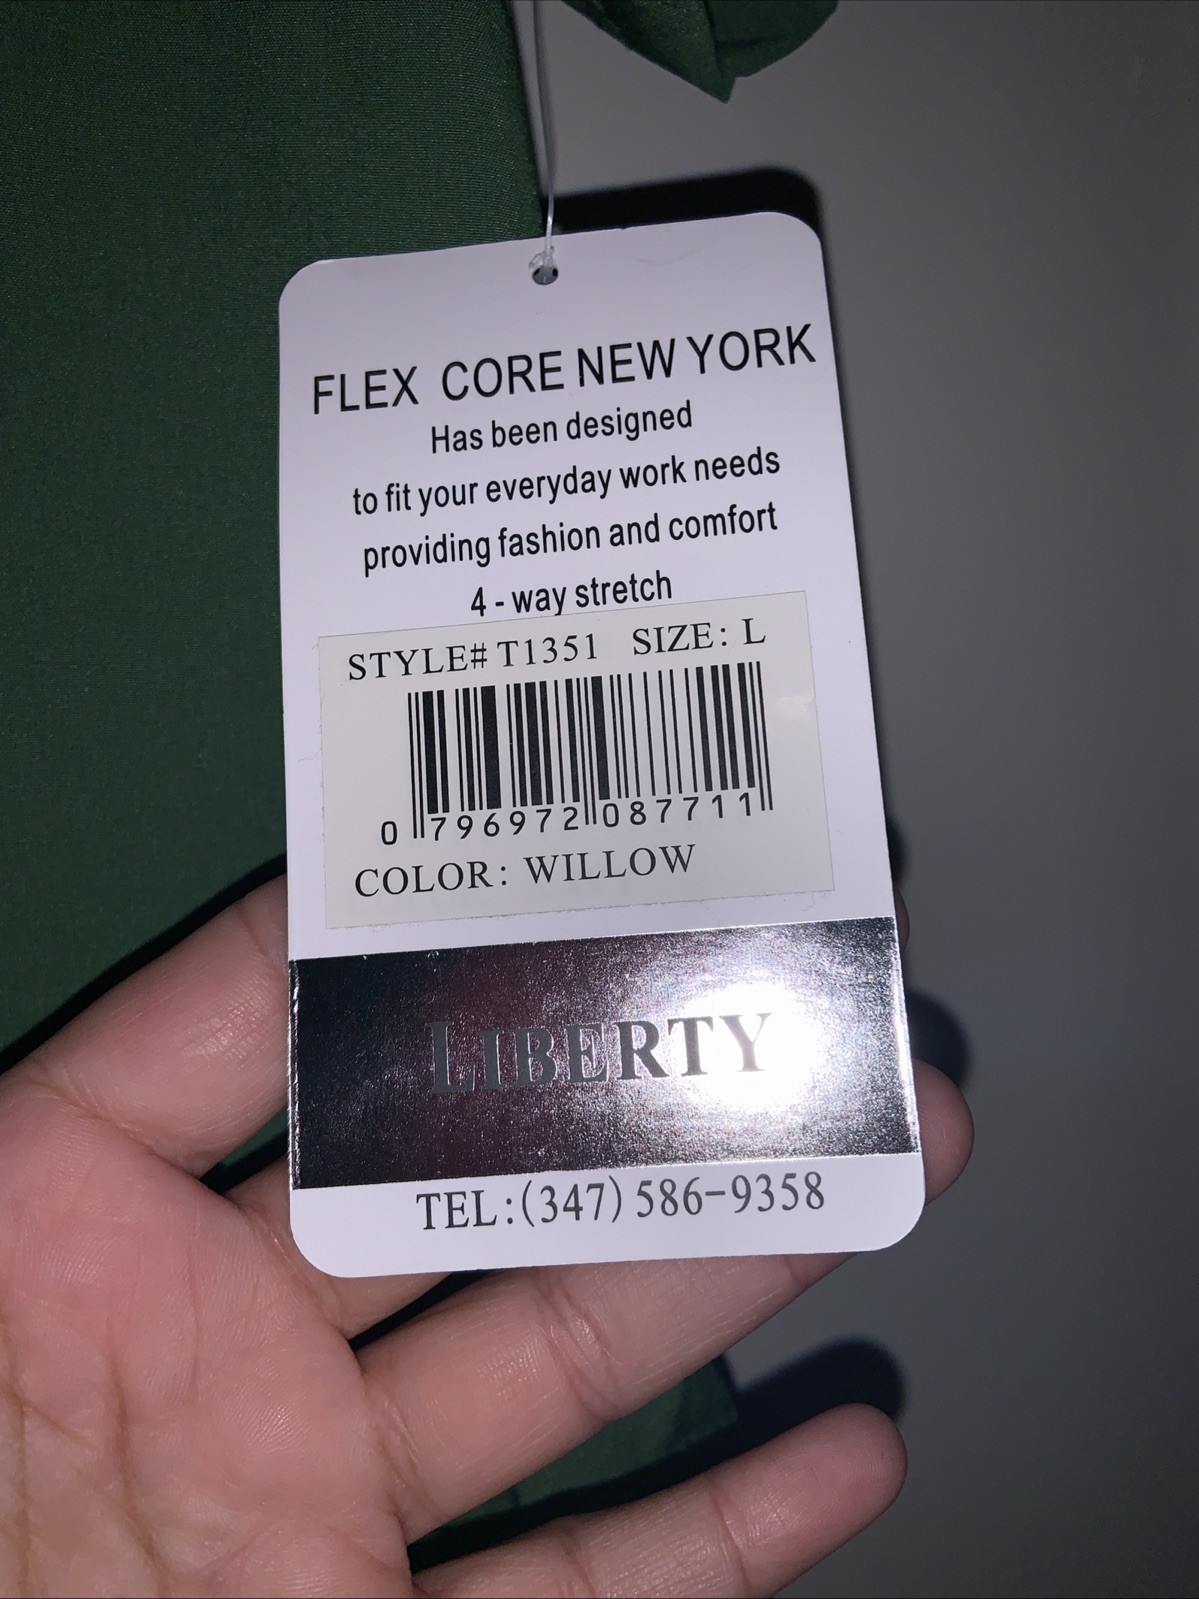 FLEX CORE NEW YORK
Has been designed
to fit your everyday work needs
providing fashion and comfort
4 - way stretch
STYLE# T1351 SIZE: L
0 796972 087711
COLOR: WILLOW
LIBERTY
TEL:(347) 586-9358